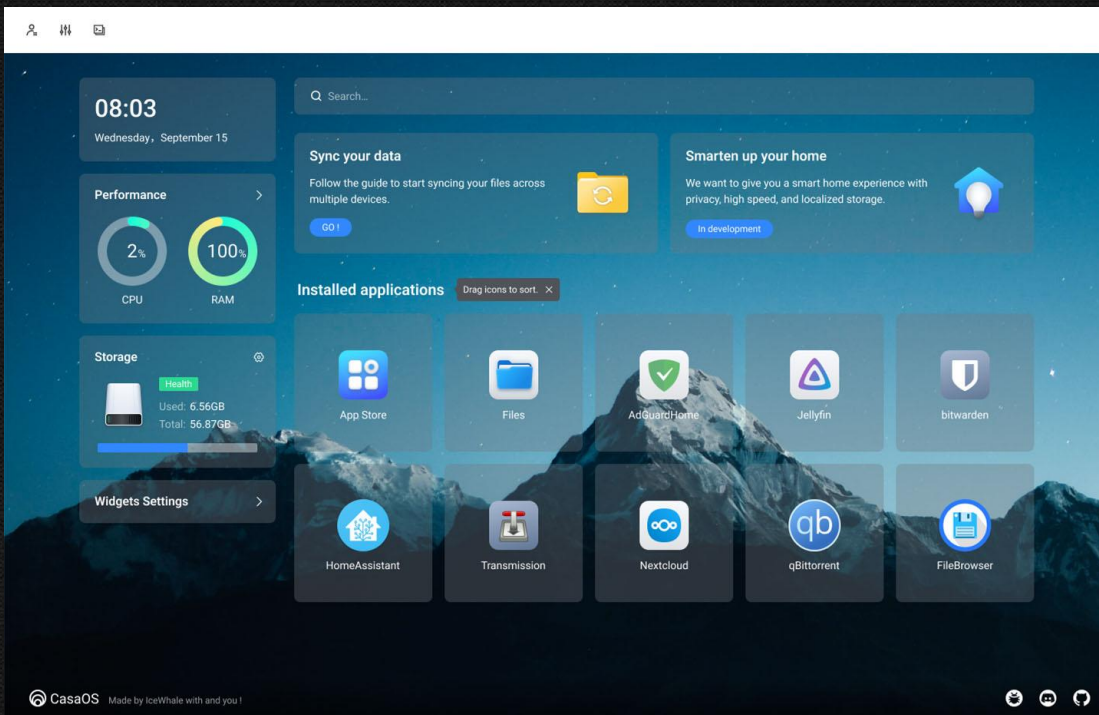 08:03
Wednesday, September 15
Performance
2%
100%
CPU
RAM
Storage
Health
Used: 6.56GB
Total: 56.87GB
Widgets Settings
Search...
Sync your data
Follow the guide to start syncing your files across
multiple devices.
GO !
Smarten up your home
We want to give you a smart home experience with
privacy, high speed, and localized storage.
In development
Installed applications
Drag icons to sort.
App Store
Files
AdGuardHome
Jellyfin
bitwarden
qb
HomeAssistant
Transmission
Nextcloud
qBittorrent
FileBrowser
CasaOS
Made by IceWhale with and you !